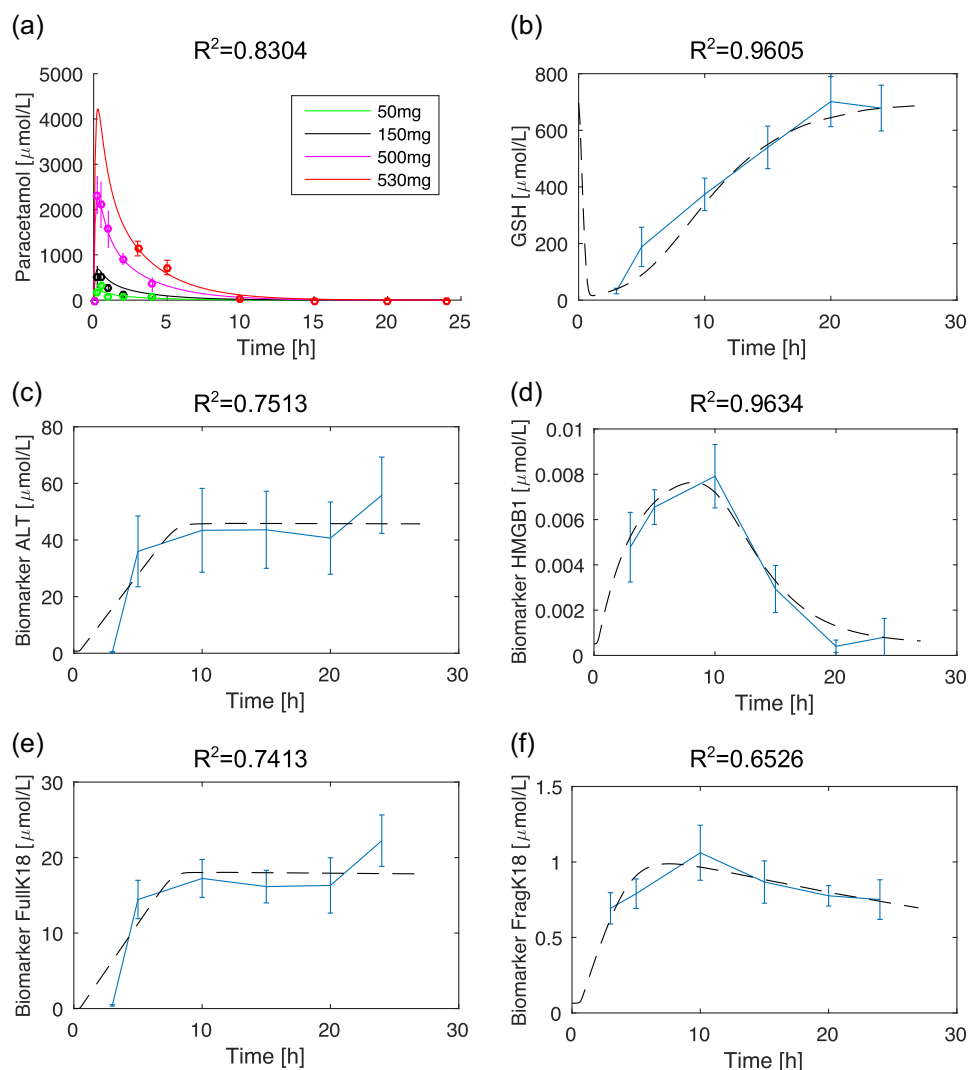 (a)
R²=0.8304
Paracetamol [μmol/L]
5000
4000
3000
2000
1000
0
50mg
150mg
500mg
530mg
0 5 10 15 20 25
Time [h]
(b)
R²=0.9605
GSH [μmol/L]
800
600
400
200
0
0 10 20 30
Time [h]
(c)
R²=0.7513
Biomarker ALT [μmol/L]
80
60
40
20
0
0 10 20 30
Time [h]
(d)
R²=0.9634
Biomarker HMGB1 [μmol/L]
0.01
0.008
0.006
0.004
0.002
0
0 10 20 30
Time [h]
(e)
R²=0.7413
Biomarker FullK18 [μmol/L]
30
20
10
0
0 10 20 30
Time [h]
(f)
R²=0.6526
Biomarker FragK18 [μmol/L]
1.5
1
0.5
0
0 10 20 30
Time [h]